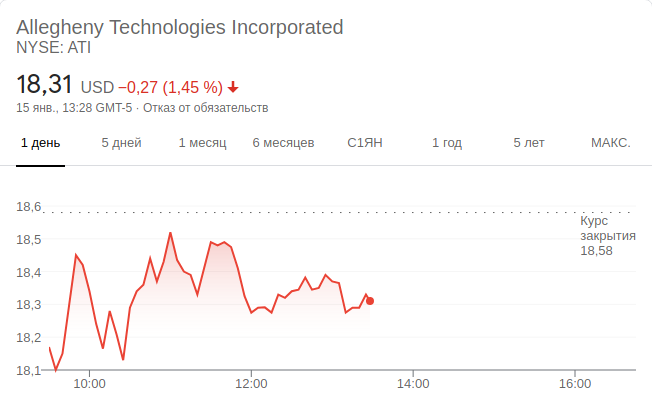 Allegheny Technologies Incorporated
NYSE: ATI
18,31 USD −0,27 (1,45 %)
15 янв., 13:28 GMT-5 · Отказ от обязательств
1 день 5 дней 1 месяц 6 месяцев С1ЯН 1 год 5 лет МАКС.
18,6
Курс
закрытия
18,58
18,5
18,4
18,3
18,2
18,1
10:00 12:00 14:00 16:00